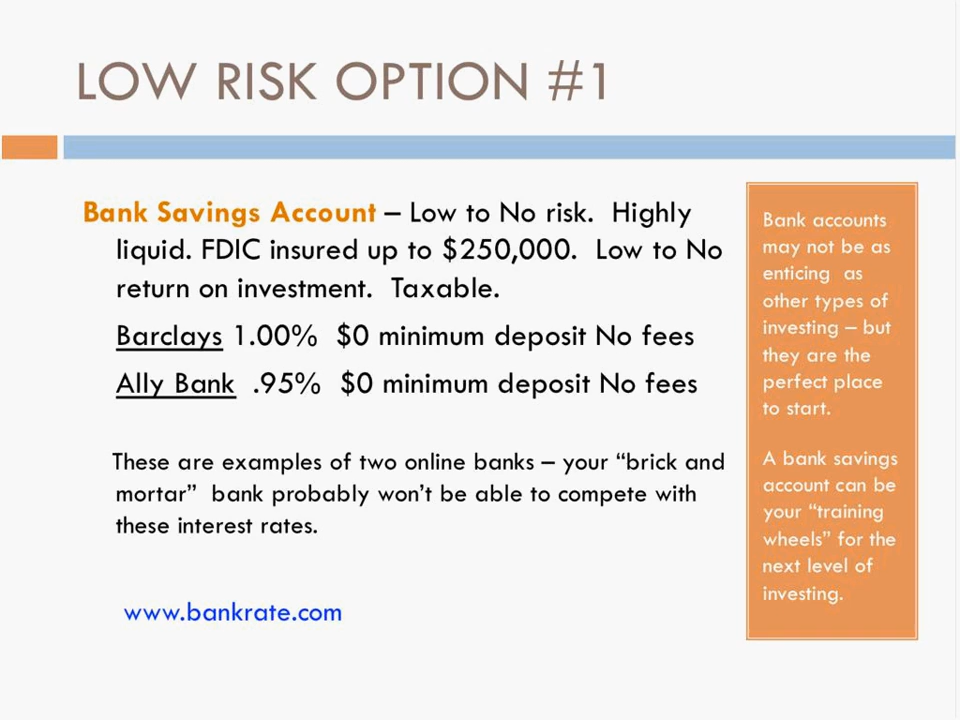 LOW RISK OPTION #1
Bank Savings Account – Low to No risk.  Highly
liquid. FDIC insured up to $250,000.  Low to No
return on investment.  Taxable.
Barclays 1.00%  $0 minimum deposit No fees
Ally Bank  .95%  $0 minimum deposit No fees
These are examples of two online banks – your “brick and
mortar”  bank probably won’t be able to compete with
these interest rates.
www.bankrate.com
Bank accounts
may not be as
enticing  as
other types of
investing – but
they are the
perfect place
to start.
A bank savings
account can be
your “training
wheels” for the
next level of
investing.